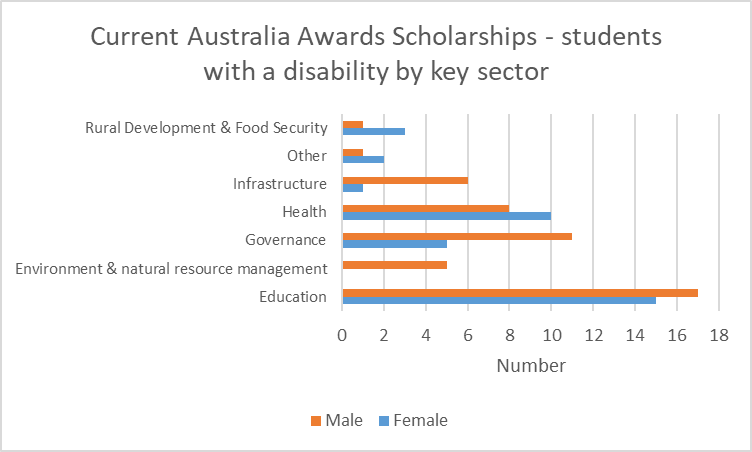 Current Australia Awards Scholarships - students
with a disability by key sector
Rural Development & Food Security
Other
Infrastructure
Health
Governance
Environment & natural resource management
Education
0 2 4 6 8 10 12 14 16 18
Number
Male Female